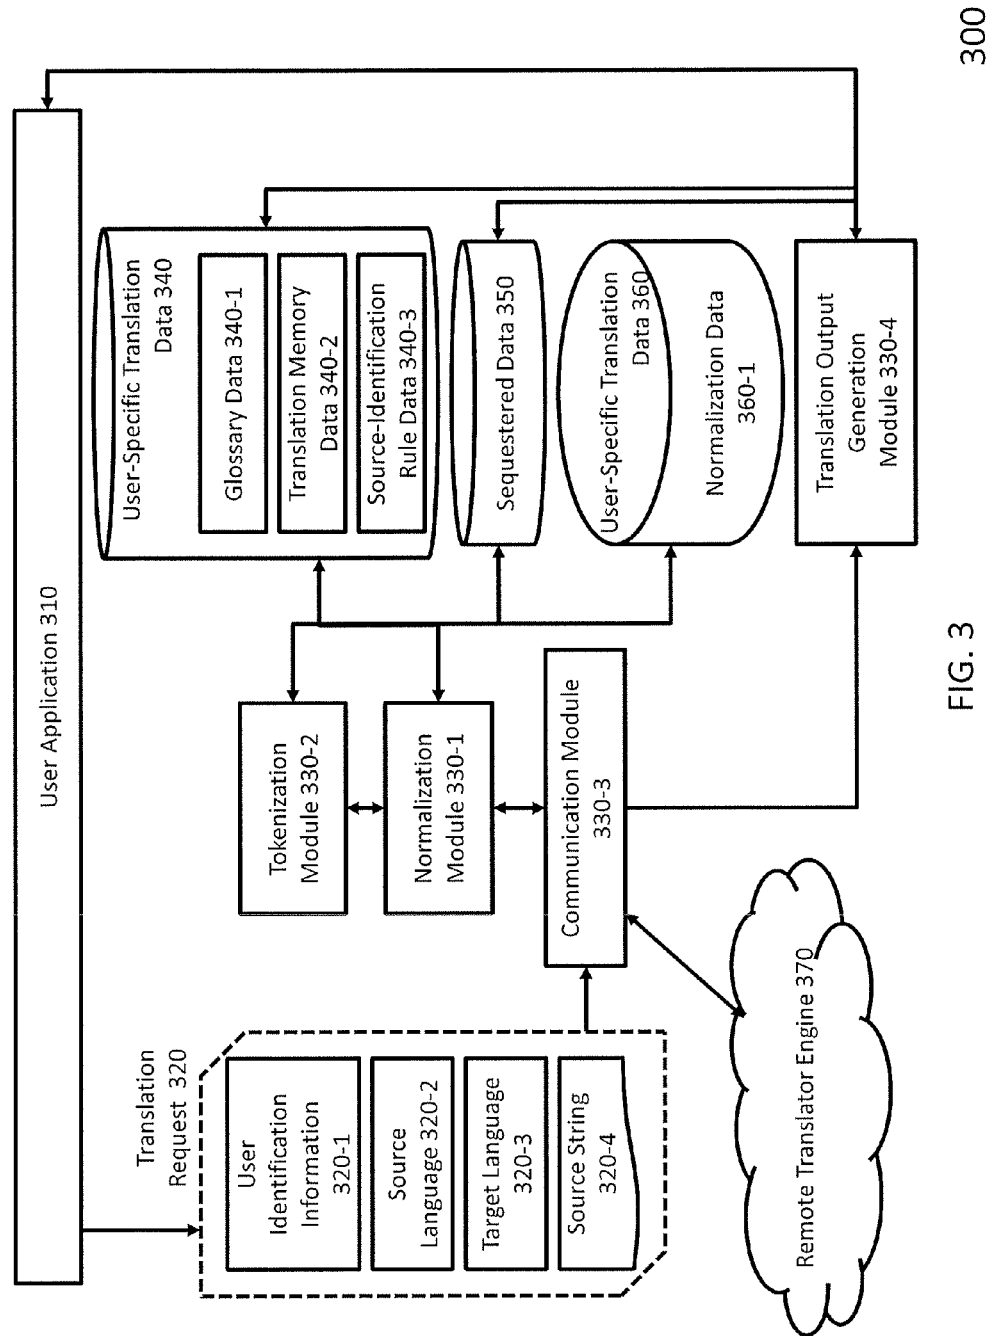 User Application 310
Translation
Request 320
User
Identification
Information
320-1
Source
Language 320-2
Target Language
320-3
Source String
320-4
Tokenization
Module 330-2
Normalization
Module 330-1
Communication Module
330-3
User-Specific Translation
Data 340
Glossary Data 340-1
Translation Memory
Data 340-2
Source-Identification
Rule Data 340-3
Sequestered Data 350
User-Specific Translation
Data 360
Normalization Data
360-1
Translation Output
Generation
Module 330-4
Remote Translator Engine 370
FIG. 3
300